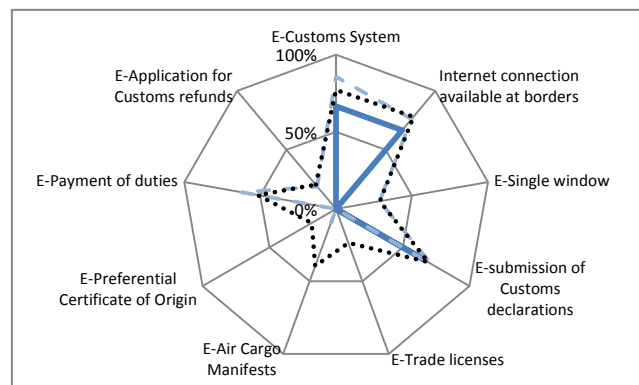 E-Customs System
100%
E-Application for
Customs refunds
Internet connection
available at borders
50%
E-Payment of duties
E-Single window
0%
E-Preferential
Certificate of Origin
E-submission of
Customs
declarations
E-Air Cargo
Manifests
E-Trade licenses